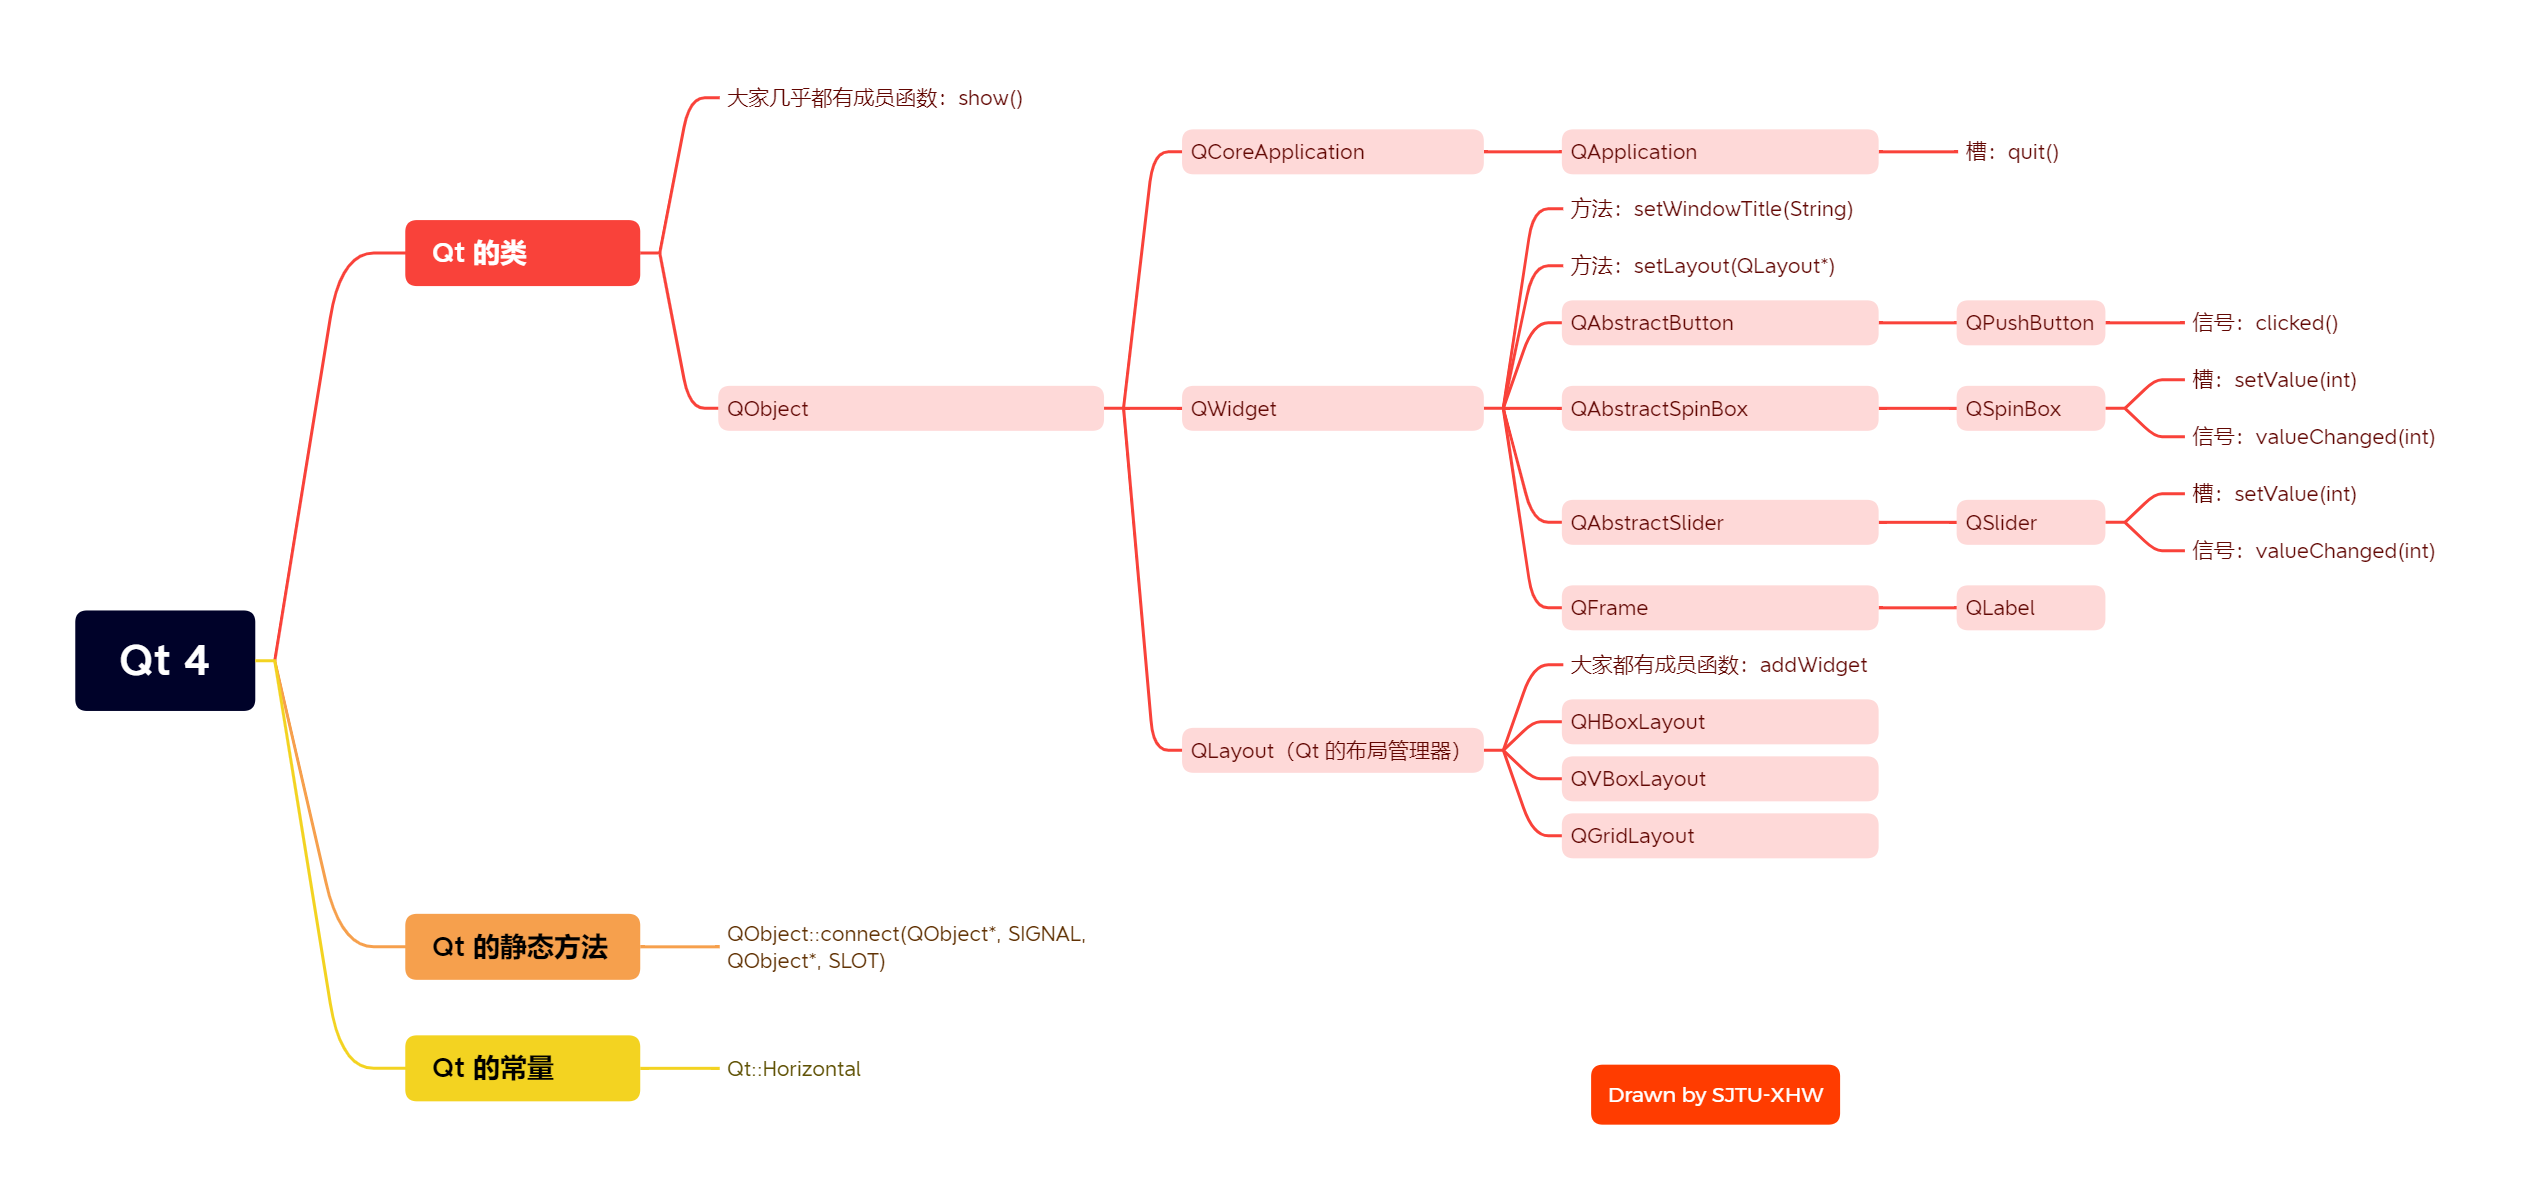 Qt 4
Qt 的类
大家几乎都有成员函数：show()
QObject
QCoreApplication
QApplication
槽：quit()
QWidget
方法：setWindowTitle(String)
方法：setLayout(QLayout*)
QAbstractButton
QPushButton
信号：clicked()
QAbstractSpinBox
QSpinBox
槽：setValue(int)
信号：valueChanged(int)
QAbstractSlider
QSlider
槽：setValue(int)
信号：valueChanged(int)
QFrame
QLabel
QLayout（Qt 的布局管理器）
大家都有成员函数：addWidget
QHBoxLayout
QVBoxLayout
QGridLayout
Qt 的静态方法
QObject::connect(QObject*, SIGNAL,
QObject*, SLOT)
Qt 的常量
Qt::Horizontal
Drawn by SJTU-XHW